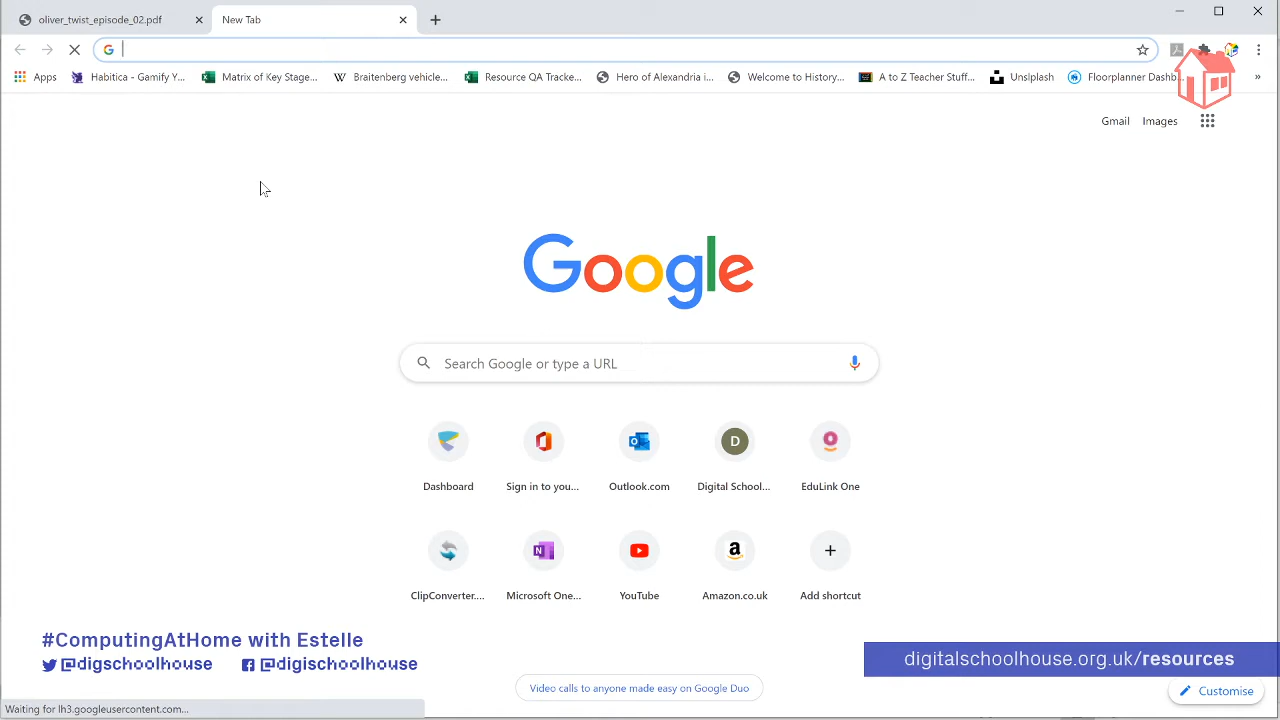 oliver_twist_episode_02.pdf
New Tab
Apps
Habitica - Gamify Y...
Matrix of Key Stage...
Braitenberg vehicle...
Resource QA Tracke...
Hero of Alexandria i...
Welcome to History...
A to Z Teacher Stuff...
Unslplash
Floorplanner Dashb...
»
Gmail
Images
Google
Search Google or type a URL
Dashboard
Sign in to you...
Outlook.com
D
Digital School...
EduLink One
ClipConverter....
Microsoft One...
YouTube
Amazon.co.uk
Add shortcut
#ComputingAtHome with Estelle
@digschoolhouse
@digischoolhouse
digitalschoolhouse.org.uk/resources
Video calls to anyone made easy on Google Duo
Customise
Waiting for lh3.googleusercontent.com...